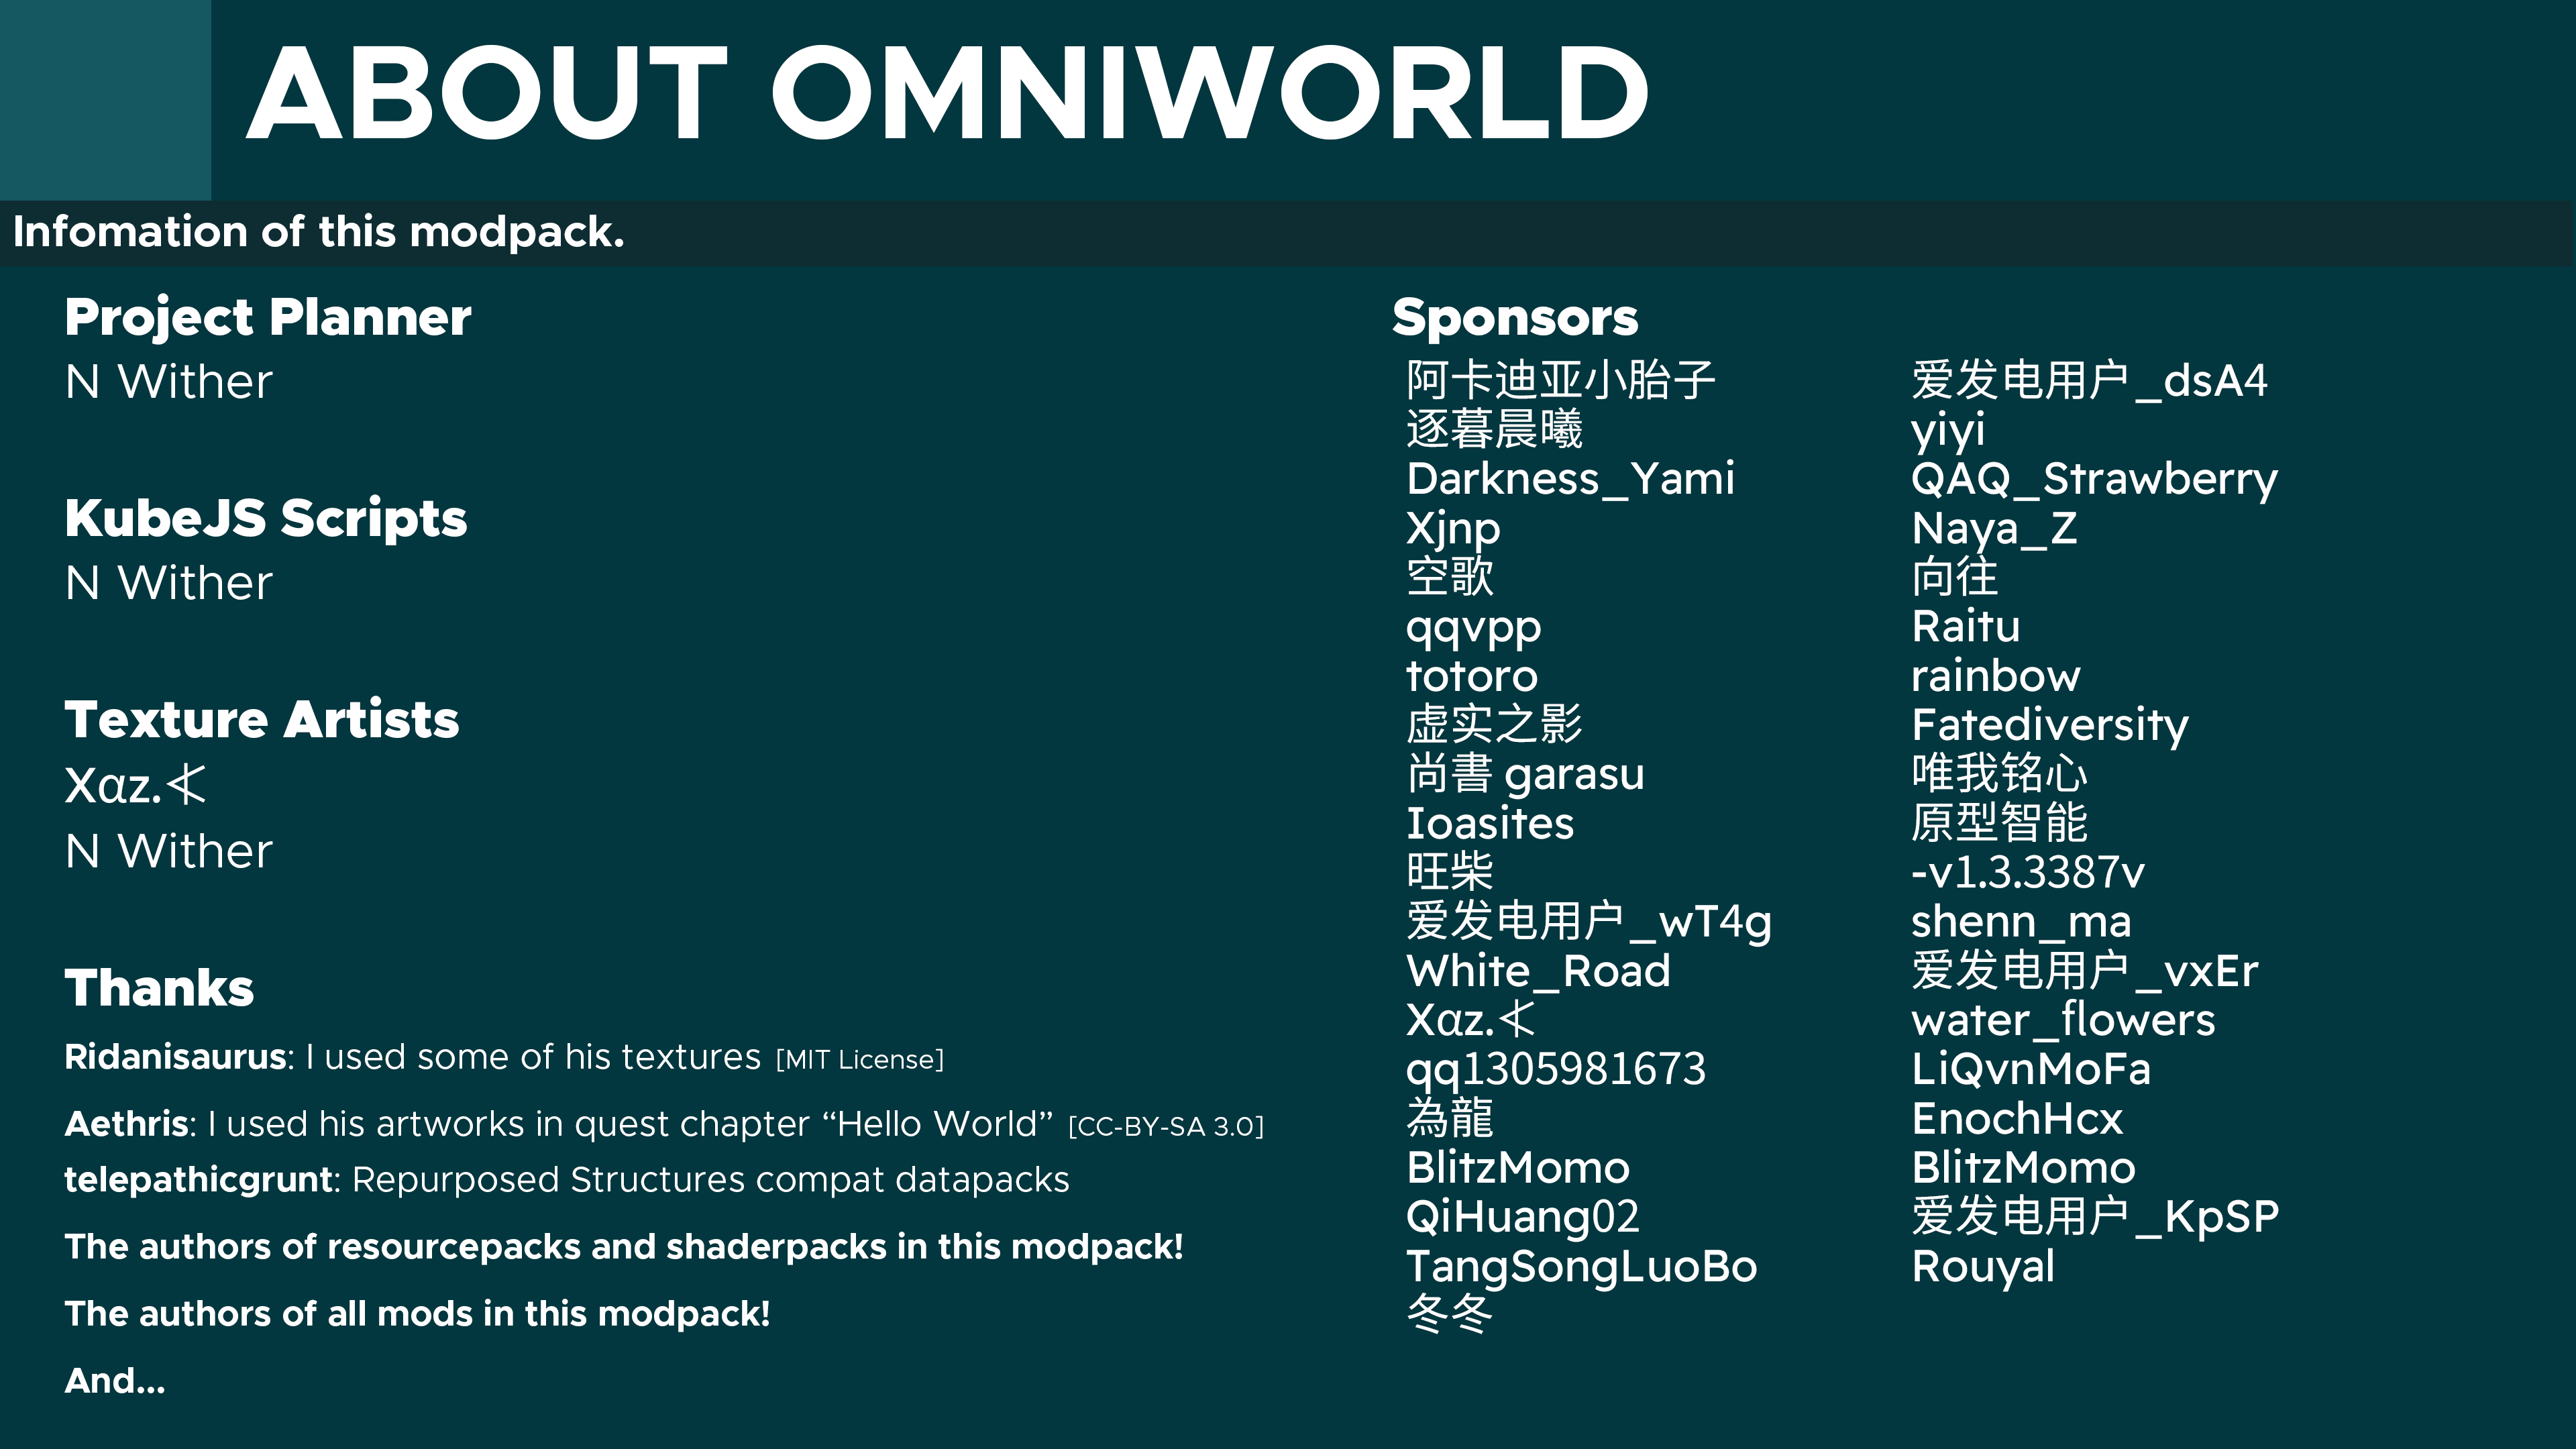 ABOUT OMNIWORLD
Infomation of this modpack.
Project Planner
N Wither
KubeJS Scripts
N Wither
Texture Artists
Xαz.⮜
N Wither
Thanks
Ridanisaurus: I used some of his textures [MIT License]
Aethris: I used his artworks in quest chapter “Hello World” [CC-BY-SA 3.0]
telepathicgrunt: Repurposed Structures compat datapacks
The authors of resourcepacks and shaderpacks in this modpack!
The authors of all mods in this modpack!
And...
Sponsors
阿卡迪亚小胎子
逐暮晨曦
Darkness_Yami
Xjnp
空歌
qqvpp
totoro
虚实之影
尚書 garasu
Ioasites
旺柴
爱发电用户_wT4g
White_Road
Xαz.
qq1305981673
為龍
BlitzMomo
QiHuang02
TangSongLuoBo
冬冬
爱发电用户_dsA4
yiyi
QAQ_Strawberry
Naya_Z
向往
Raitu
rainbow
Fatediversity
唯我铭心
原型智能
-v1.3.3387v
shenn_ma
爱发电用户_vxEr
water_flowers
LiQvnMoFa
EnochHcx
BlitzMomo
爱发电用户_KpSP
Rouyal